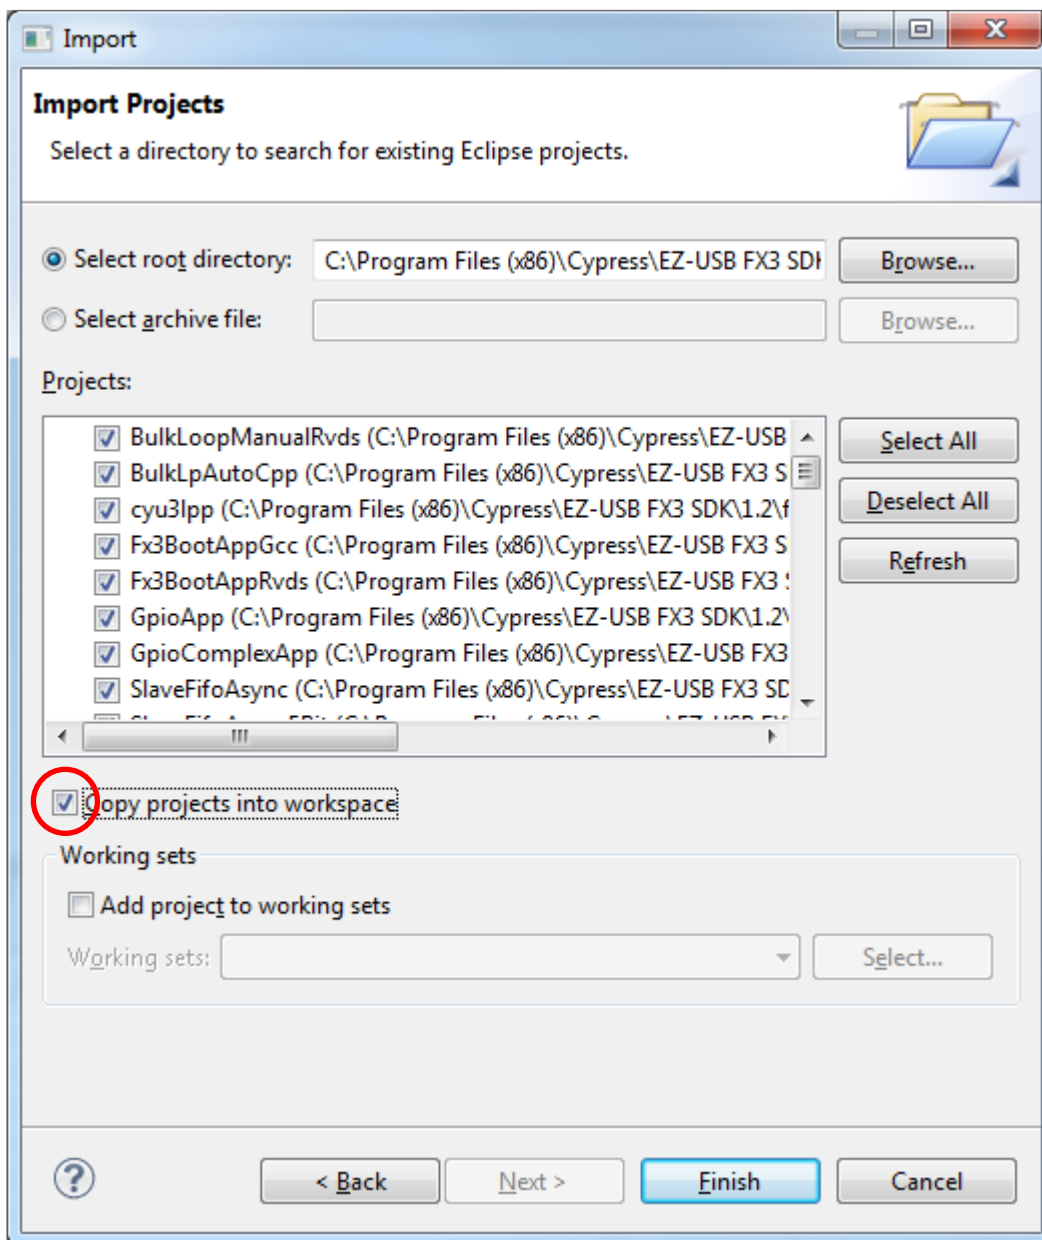 Import
Import Projects
Select a directory to search for existing Eclipse projects.
Select root directory: C:\Program Files (x86)\Cypress\EZ-USB FX3 SDK Browse...
Select archive file: Browse...
Projects:
BulkLoopManualRvds (C:\Program Files (x86)\Cypress\EZ-USB
BulkLpAutoCpp (C:\Program Files (x86)\Cypress\EZ-USB FX3 S
cyu3lpp (C:\Program Files (x86)\Cypress\EZ-USB FX3 SDK\1.2\f
Fx3BootAppGcc (C:\Program Files (x86)\Cypress\EZ-USB FX3 S
Fx3BootAppRvds (C:\Program Files (x86)\Cypress\EZ-USB FX3
GpioApp (C:\Program Files (x86)\Cypress\EZ-USB FX3 SDK\1.2\
GpioComplexApp (C:\Program Files (x86)\Cypress\EZ-USB FX3
SlaveFifoAsync (C:\Program Files (x86)\Cypress\EZ-USB FX3 SD
Select All
Deselect All
Refresh
Copy projects into workspace
Working sets
Add project to working sets
Working sets: Select...
< Back Next > Finish Cancel